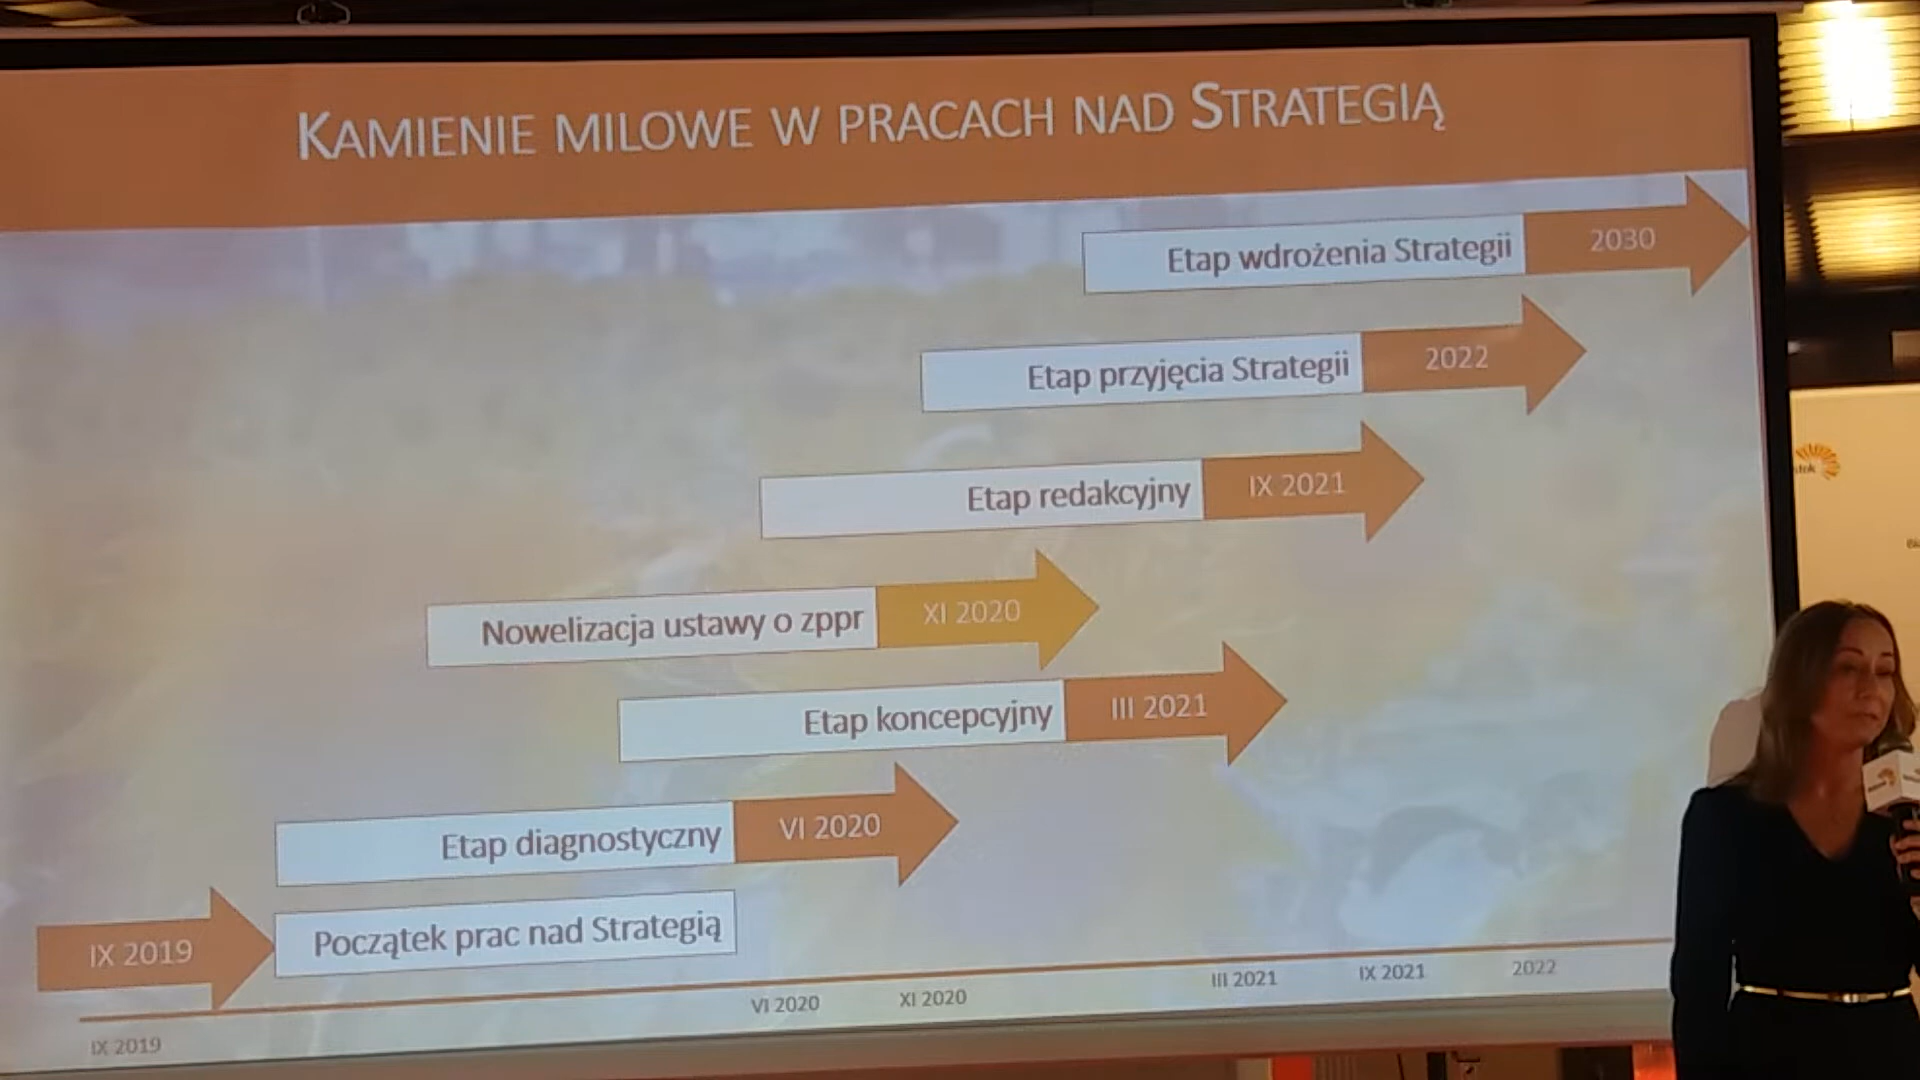 KAMIENIE MILOWE W PRACACH NAD STRATEGIĄ
Etap wdrożenia Strategii 2030
Etap przyjęcia Strategii 2022
Etap redakcyjny IX 2021
Nowelizacja ustawy o zppr XI 2020
Etap koncepcyjny III 2021
Etap diagnostyczny VI 2020
IX 2019 Początek prac nad Strategią
IX 2019 VI 2020 XI 2020 III 2021 IX 2021 2022